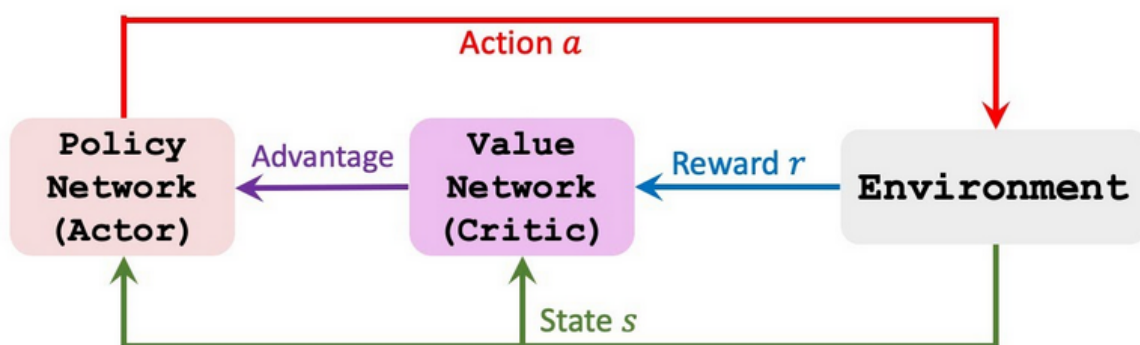 Action a
Policy
Network
(Actor)
Advantage
Value
Network
(Critic)
Reward r
Environment
State s